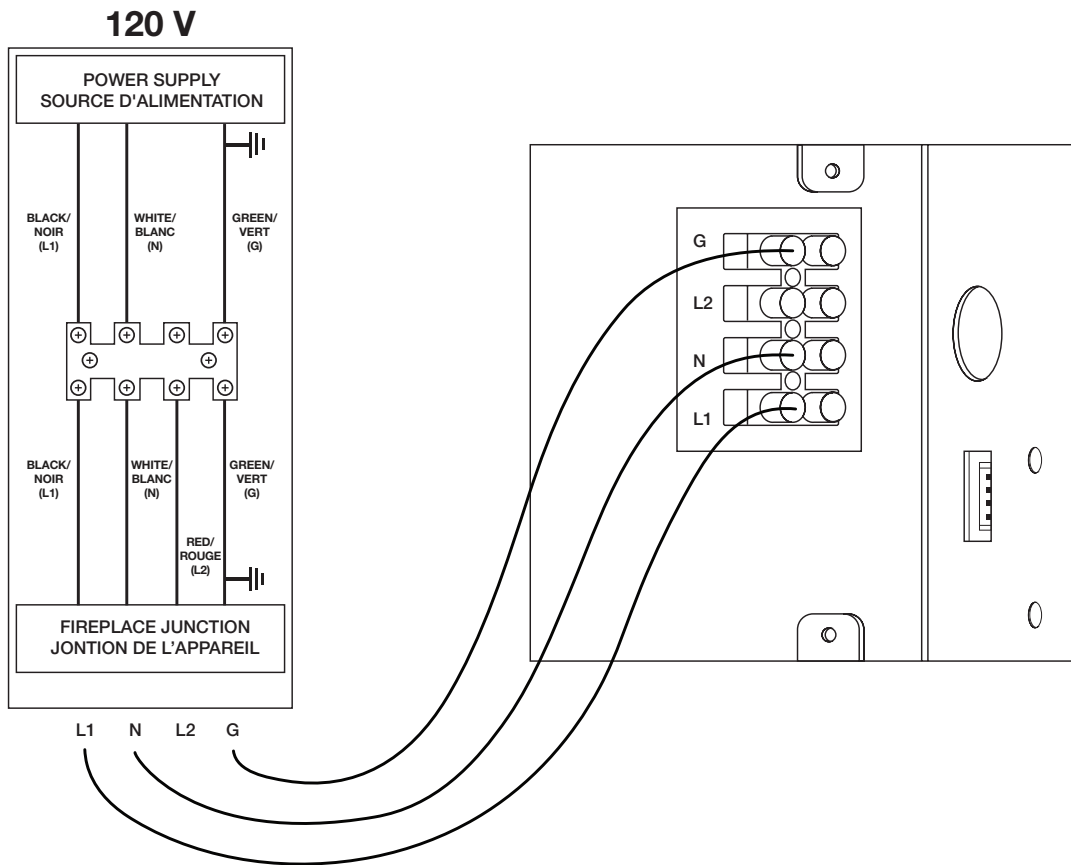 120 V
POWER SUPPLY
SOURCE D'ALIMENTATION
BLACK/
NOIR
(L1)
WHITE/
BLANC
(N)
GREEN/
VERT
(G)
BLACK/
NOIR
(L1)
WHITE/
BLANC
(N)
RED/
ROUGE
(L2)
GREEN/
VERT
(G)
FIREPLACE JUNCTION
JONTION DE L'APPAREIL
L1 N L2 G
G
L2
N
L1